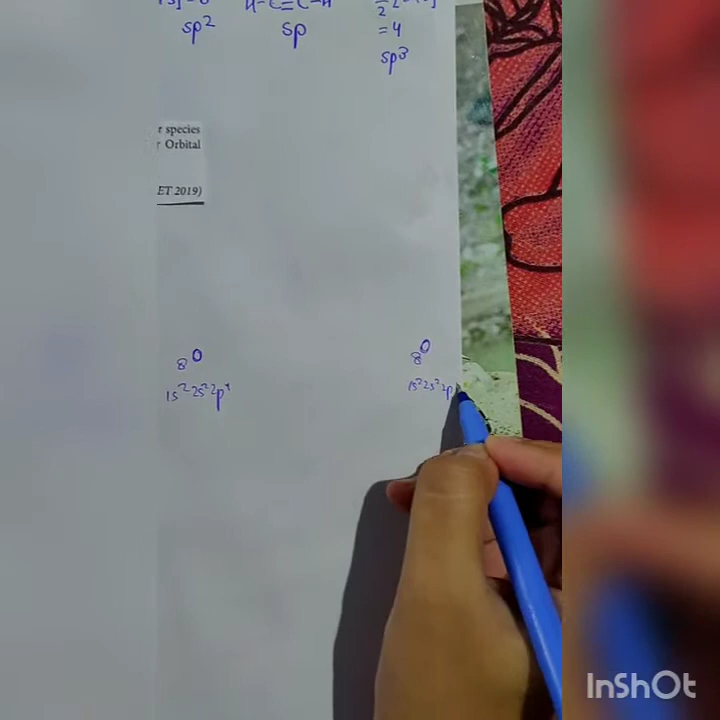 H-C≡C-H
sp² sp = 4
sp³
species
Orbital
ET 2019)
₈O ₈O
1s²2s²2p⁴ 1s²2s²2p
InShOt